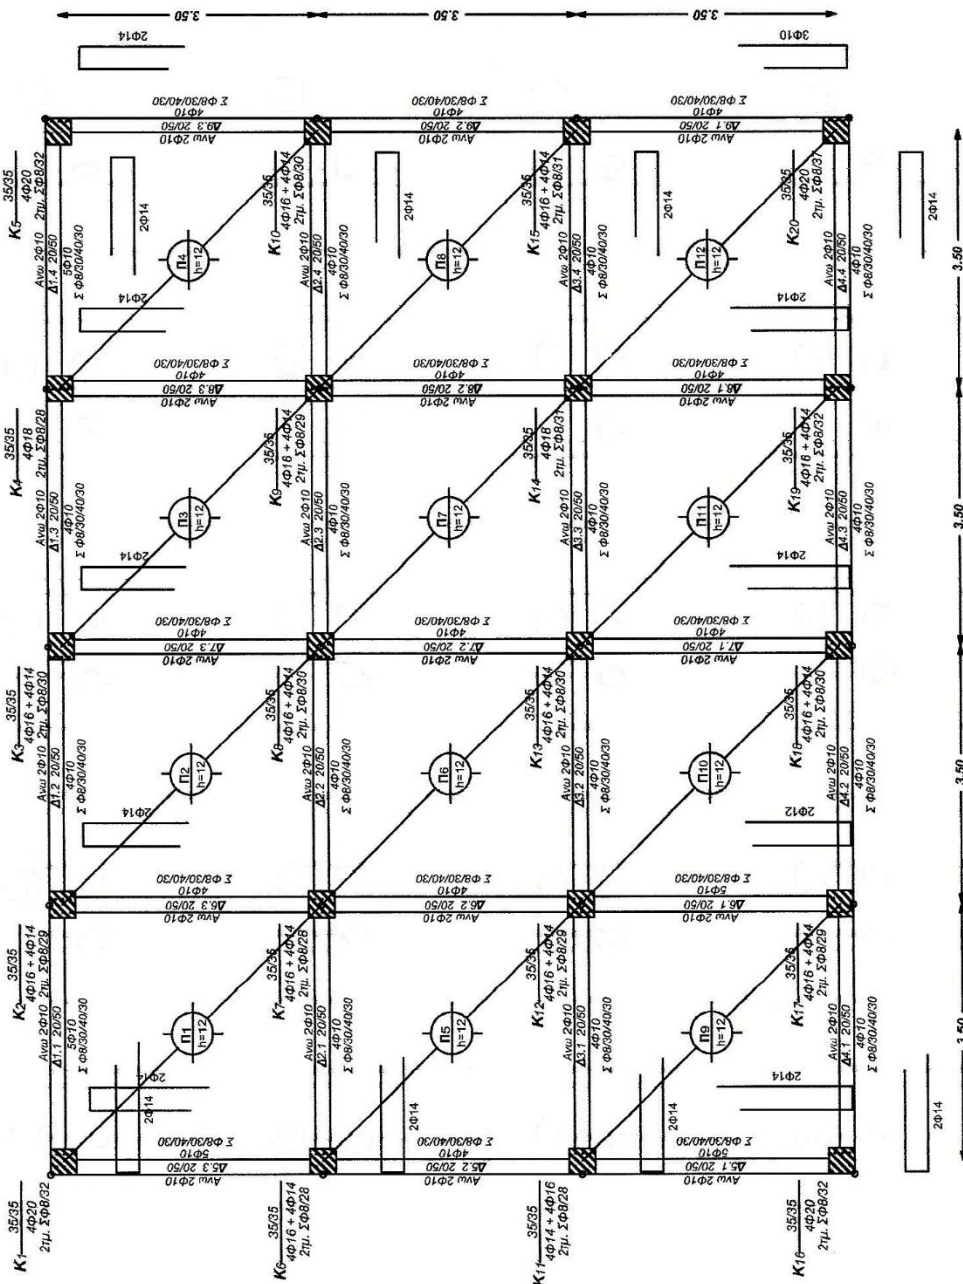 3.50
3.50
3.50
2Φ14
3Φ10
Σ Φ8/30/40/30
4Φ10
Δ9.3 20/50
Ανω 2Φ10
Σ Φ8/30/40/30
4Φ10
Δ9.2 20/50
Ανω 2Φ10
Σ Φ8/30/40/30
4Φ10
Δ9.1 20/50
Ανω 2Φ10
K5 35/35
4Φ20
2τμ. ΣΦ8/32
2Φ14
K10 35/35
4Φ16 + 4Φ14
2τμ. ΣΦ8/30
2Φ14
K15 35/35
4Φ16 + 4Φ14
2τμ. ΣΦ8/31
2Φ14
K20 35/35
4Φ20
2τμ. ΣΦ8/37
2Φ14
Ανω 2Φ10
Δ1.4 20/50
5Φ10
Σ Φ8/30/40/30
Π4
h=12
Ανω 2Φ10
Δ2.4 20/50
4Φ10
Σ Φ8/30/40/30
Π8
h=12
Ανω 2Φ10
Δ3.4 20/50
4Φ10
Σ Φ8/30/40/30
Π12
h=12
Ανω 2Φ10
Δ4.4 20/50
4Φ10
Σ Φ8/30/40/30
3.50
2Φ14
2Φ14
Σ Φ8/30/40/30
4Φ10
Δ8.3 20/50
Ανω 2Φ10
Σ Φ8/30/40/30
4Φ10
Δ8.2 20/50
Ανω 2Φ10
Σ Φ8/30/40/30
4Φ10
Δ8.1 20/50
Ανω 2Φ10
K4 35/35
4Φ18
2τμ. ΣΦ8/28
K9 35/35
4Φ16 + 4Φ14
2τμ. ΣΦ8/29
K14 35/35
4Φ18
2τμ. ΣΦ8/31
K19 35/35
4Φ16 + 4Φ14
2τμ. ΣΦ8/32
Ανω 2Φ10
Δ1.3 20/50
4Φ10
Σ Φ8/30/40/30
Π3
h=12
Ανω 2Φ10
Δ2.3 20/50
4Φ10
Σ Φ8/30/40/30
Π7
h=12
Ανω 2Φ10
Δ3.3 20/50
4Φ10
Σ Φ8/30/40/30
Π11
h=12
Ανω 2Φ10
Δ4.3 20/50
4Φ10
Σ Φ8/30/40/30
3.50
2Φ14
2Φ14
Σ Φ8/30/40/30
4Φ10
Δ7.3 20/50
Ανω 2Φ10
Σ Φ8/30/40/30
4Φ10
Δ7.2 20/50
Ανω 2Φ10
Σ Φ8/30/40/30
4Φ10
Δ7.1 20/50
Ανω 2Φ10
K3 35/35
4Φ16 + 4Φ14
2τμ. ΣΦ8/30
K8 35/35
4Φ16 + 4Φ14
2τμ. ΣΦ8/30
K13 35/35
4Φ16 + 4Φ14
2τμ. ΣΦ8/30
K18 35/35
4Φ16 + 4Φ14
2τμ. ΣΦ8/30
Ανω 2Φ10
Δ1.2 20/50
4Φ10
Σ Φ8/30/40/30
Π2
h=12
Ανω 2Φ10
Δ2.2 20/50
4Φ10
Σ Φ8/30/40/30
Π6
h=12
Ανω 2Φ10
Δ3.2 20/50
4Φ10
Σ Φ8/30/40/30
Π10
h=12
Ανω 2Φ10
Δ4.2 20/50
4Φ10
Σ Φ8/30/40/30
3.50
2Φ14
2Φ12
Σ Φ8/30/40/30
4Φ10
Δ6.3 20/50
Ανω 2Φ10
Σ Φ8/30/40/30
4Φ10
Δ6.2 20/50
Ανω 2Φ10
Σ Φ8/30/40/30
5Φ10
Δ6.1 20/50
Ανω 2Φ10
K2 35/35
4Φ16 + 4Φ14
2τμ. ΣΦ8/29
K7 35/35
4Φ16 + 4Φ14
2τμ. ΣΦ8/28
K12 35/35
4Φ16 + 4Φ14
2τμ. ΣΦ8/29
K17 35/35
4Φ16 + 4Φ14
2τμ. ΣΦ8/29
Ανω 2Φ10
Δ1.1 20/50
5Φ10
Σ Φ8/30/40/30
Π1
h=12
Ανω 2Φ10
Δ2.1 20/50
4Φ10
Σ Φ8/30/40/30
Π5
h=12
Ανω 2Φ10
Δ3.1 20/50
4Φ10
Σ Φ8/30/40/30
Π9
h=12
Ανω 2Φ10
Δ4.1 20/50
4Φ10
Σ Φ8/30/40/30
3.50
2Φ14
2Φ14
2Φ14
2Φ14
2Φ14
2Φ14
Σ Φ8/30/40/30
5Φ10
Δ5.3 20/50
Ανω 2Φ10
Σ Φ8/30/40/30
4Φ10
Δ5.2 20/50
Ανω 2Φ10
Σ Φ8/30/40/30
5Φ10
Δ5.1 20/50
Ανω 2Φ10
K1 35/35
4Φ20
2τμ. ΣΦ8/32
K6 35/35
4Φ16 + 4Φ14
2τμ. ΣΦ8/28
K11 35/35
4Φ14 + 4Φ16
2τμ. ΣΦ8/28
K16 35/35
4Φ20
2τμ. ΣΦ8/32